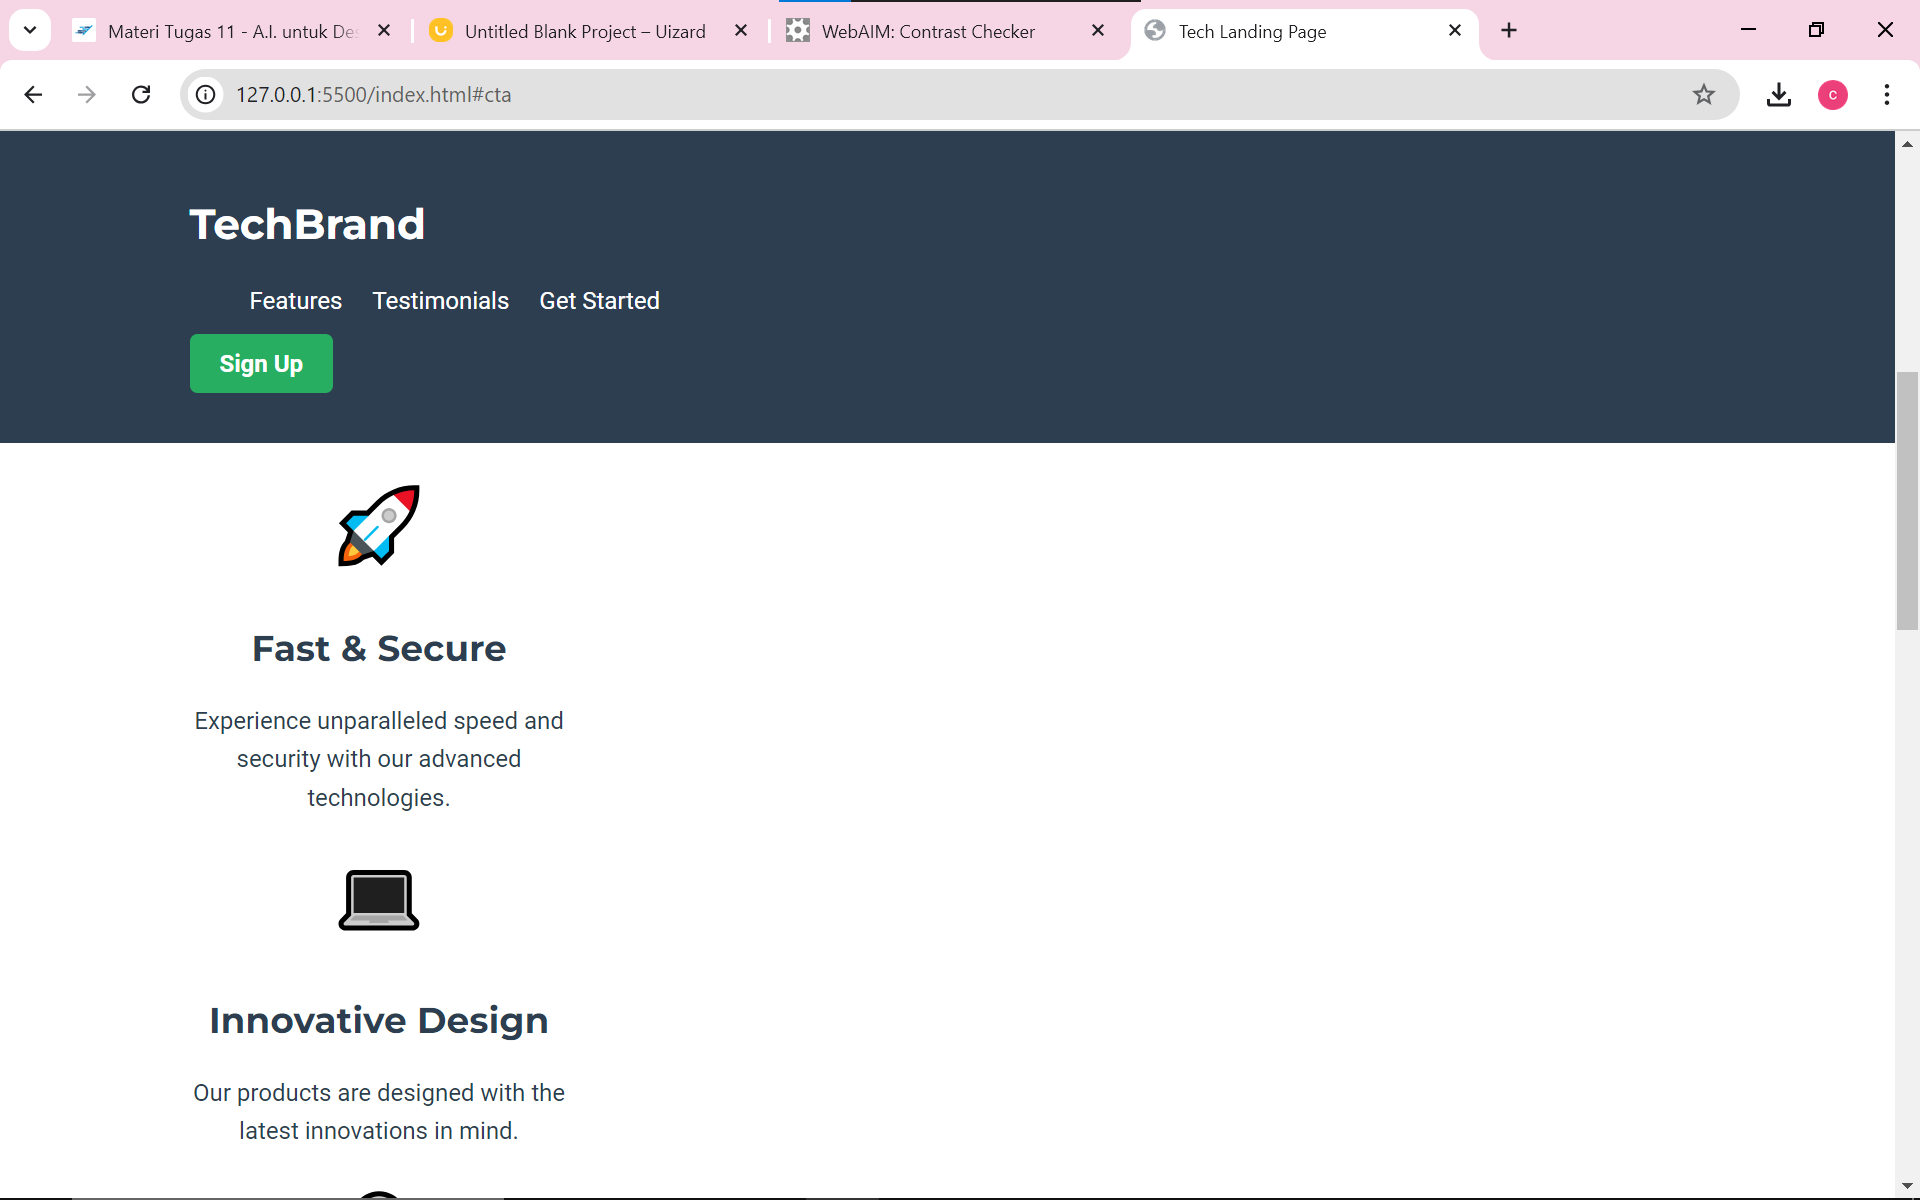 Materi Tugas 11 - A.I. untuk De
Untitled Blank Project – Uizard
WebAIM: Contrast Checker
Tech Landing Page
127.0.0.1:5500/index.html#cta
C
TechBrand
Features Testimonials Get Started
Sign Up
Fast & Secure
Experience unparalleled speed and
security with our advanced
technologies.
Innovative Design
Our products are designed with the
latest innovations in mind.